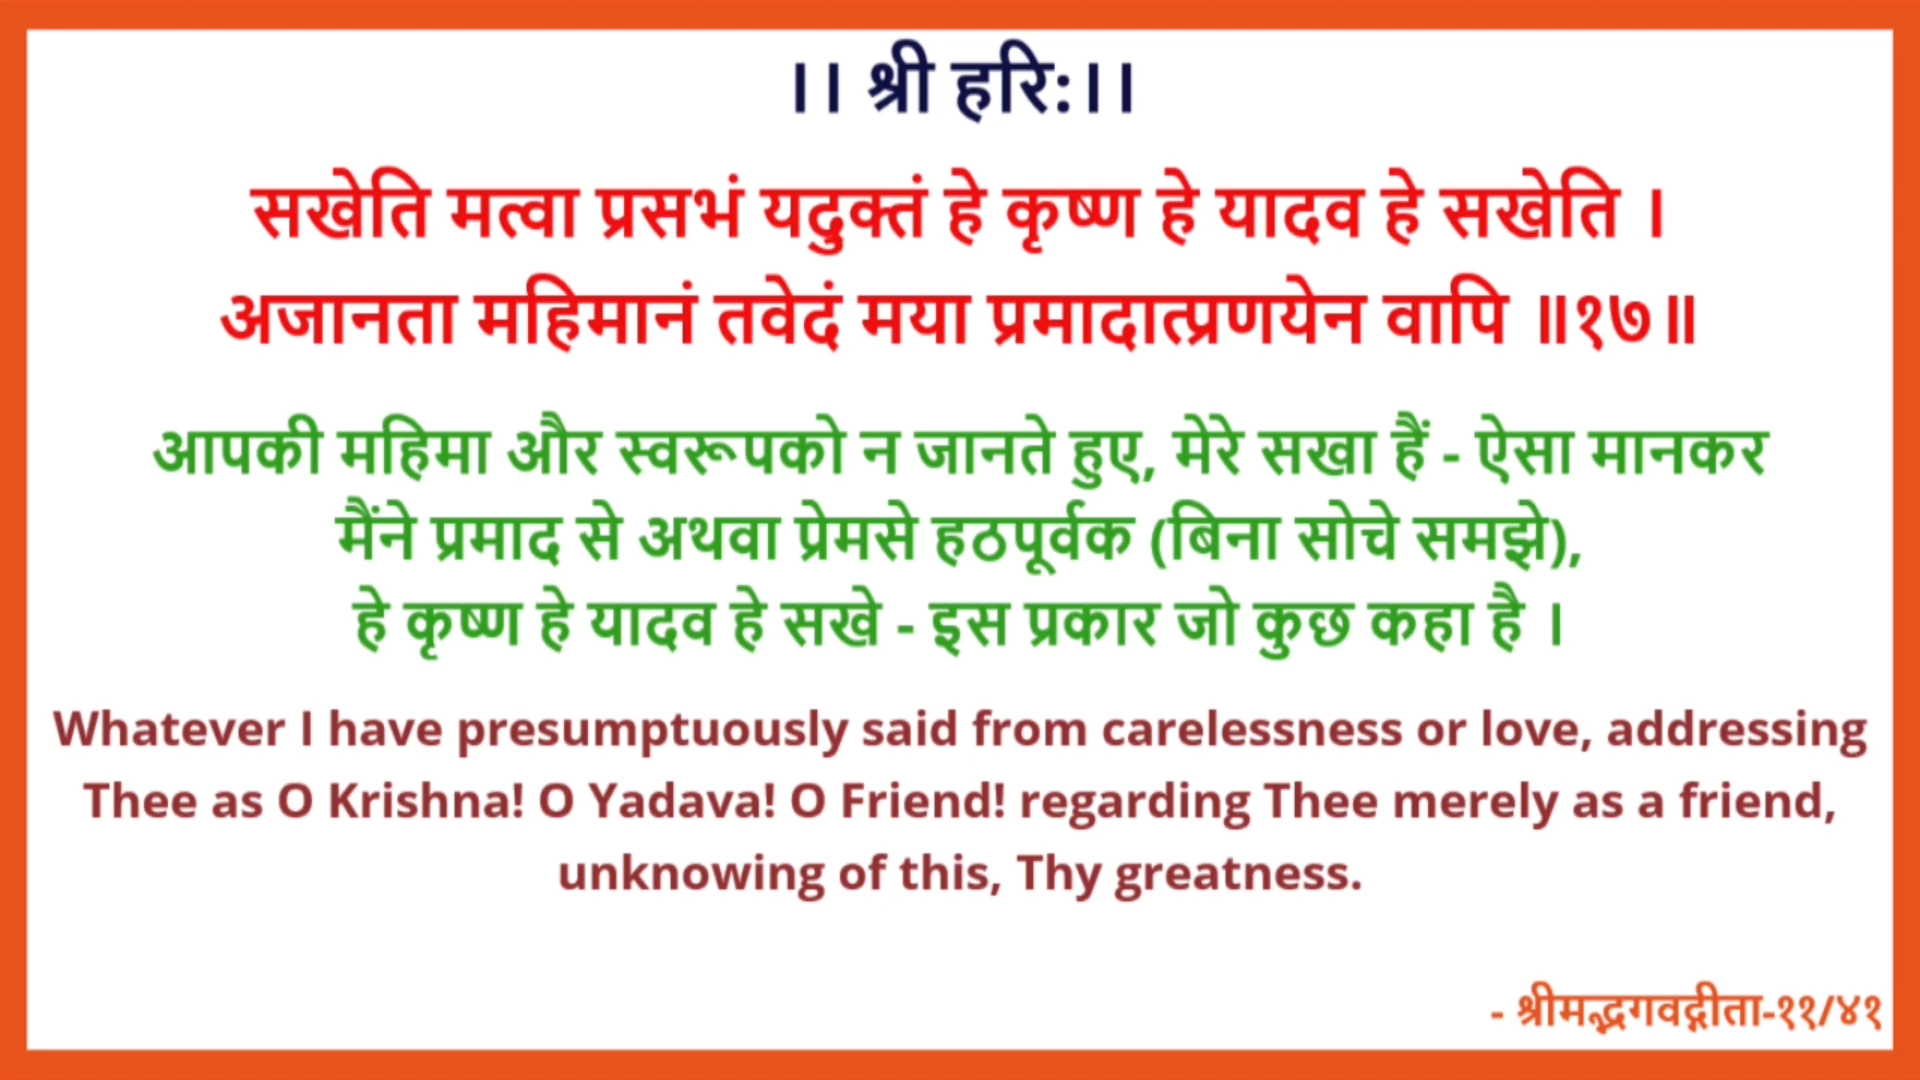 ।। श्री हरि:।।
सखेति मत्वा प्रसभं यदुक्तं हे कृष्ण हे यादव हे सखेति ।
अजानता महिमानं तवेदं मया प्रमादात्प्रणयेन वापि ॥१७॥
आपकी महिमा और स्वरूपको न जानते हुए, मेरे सखा हैं - ऐसा मानकर
मैंने प्रमाद से अथवा प्रेमसे हठपूर्वक (बिना सोचे समझे),
हे कृष्ण हे यादव हे सखे - इस प्रकार जो कुछ कहा है ।
Whatever I have presumptuously said from carelessness or love, addressing
Thee as O Krishna! O Yadava! O Friend! regarding Thee merely as a friend,
unknowing of this, Thy greatness.
- श्रीमद्भगवद्गीता-११/४१